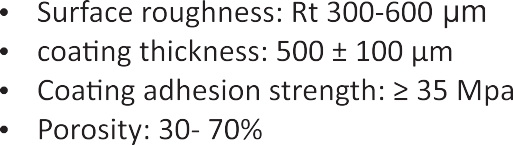 • Surface roughness: Rt 300-600 μm
• coating thickness: 500 ± 100 μm
• Coating adhesion strength: ≥ 35 Mpa
• Porosity: 30- 70%